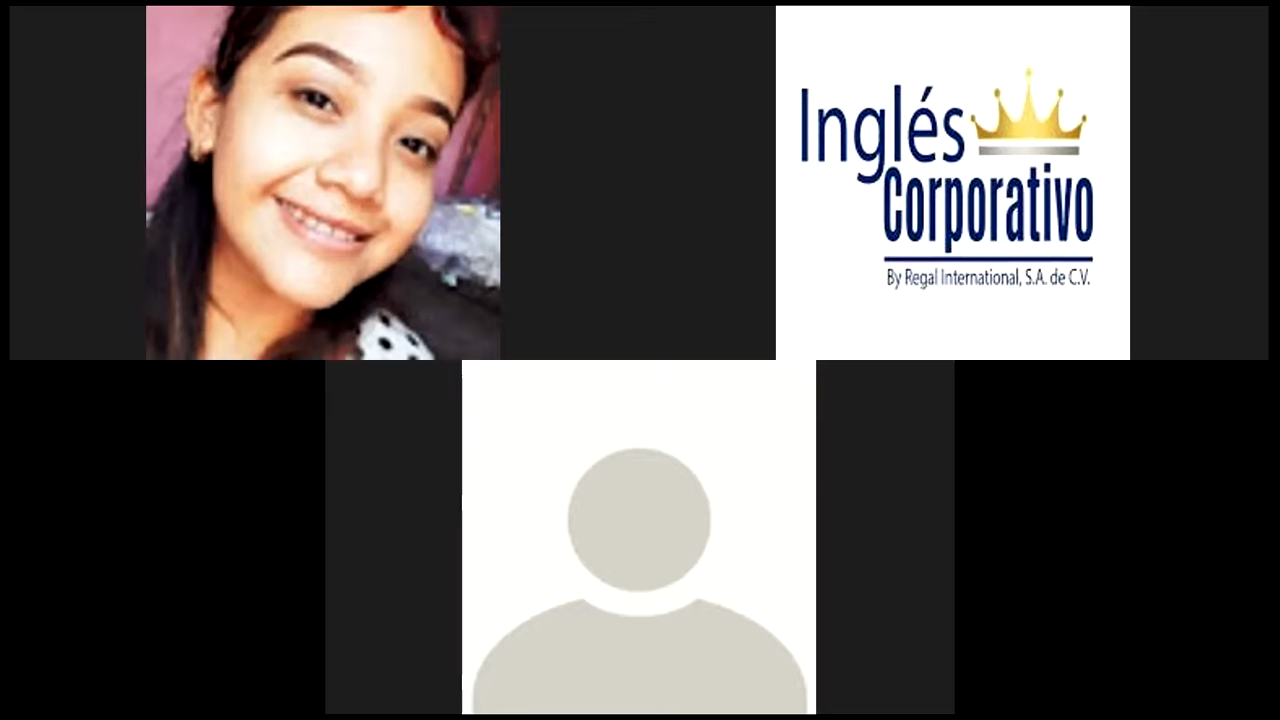 Inglés
Corporativo
By Regal International, S.A. de C.V.